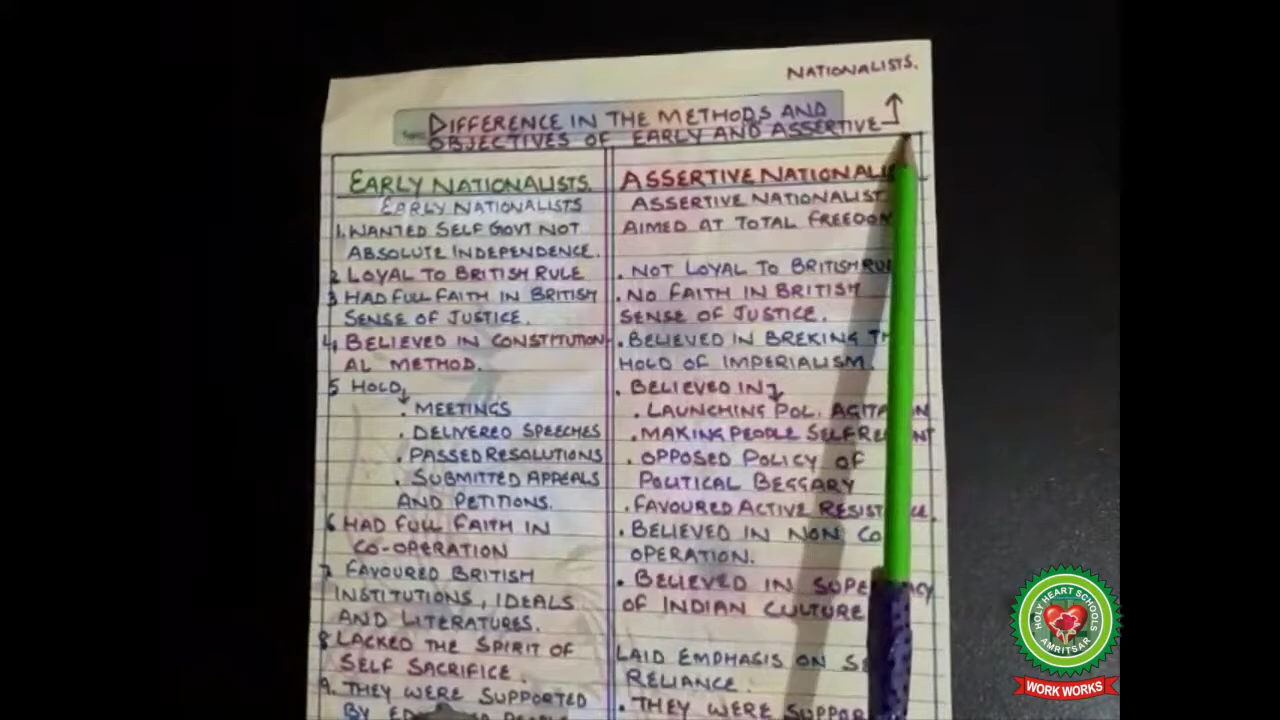 NATIONALISTS.
DIFFERENCE IN THE METHODS AND
OBJECTIVES OF EARLY AND ASSERTIVE
EARLY NATIONALISTS.
EARLY NATIONALISTS
1. WANTED SELF GOVT NOT
ABSOLUTE INDEPENDENCE.
2 LOYAL TO BRITISH RULE
3 HAD FULL FAITH IN BRITISH
SENSE OF JUSTICE.
4, BELIEVED IN CONSTITUTION-
AL METHOD.
5 HOLD
. MEETINGS
. DELIVERED SPEECHES
. PASSED RESOLUTIONS
. SUBMITTED APPEALS
AND PETITIONS.
6 HAD FULL FAITH IN
CO-OPERATION
7. FAVOURED BRITISH
INSTITUTIONS, IDEALS
AND LITERATURES.
8 LACKED THE SPIRIT OF
SELF SACRIFICE.
9. THEY WERE SUPPORTED
BY
ASSERTIVE
ASSERTIVE NATIONALIST
AIMED AT TOTAL FREEDOM
. NOT LOYAL TO BRITISH
. NO FAITH IN BRITISH
SENSE OF JUSTICE.
. BELIEVED IN BREKING
HOLD OF IMPERIALISM.
. BELIEVED IN
. LAUNCHING POL.
. MAKING PEOPLE
. OPPOSED POLICY OF
POLITICAL BEGGARY
. FAVOURED ACTIVE
. BELIEVED IN NON CO
OPERATION.
. BELIEVED IN
OF INDIAN CULTURE
LAID EMPHASIS ON
RELIANCE.
. THEY WERE
HOLY HEART SCHOOLS
AMRITSAR
WORK WORKS